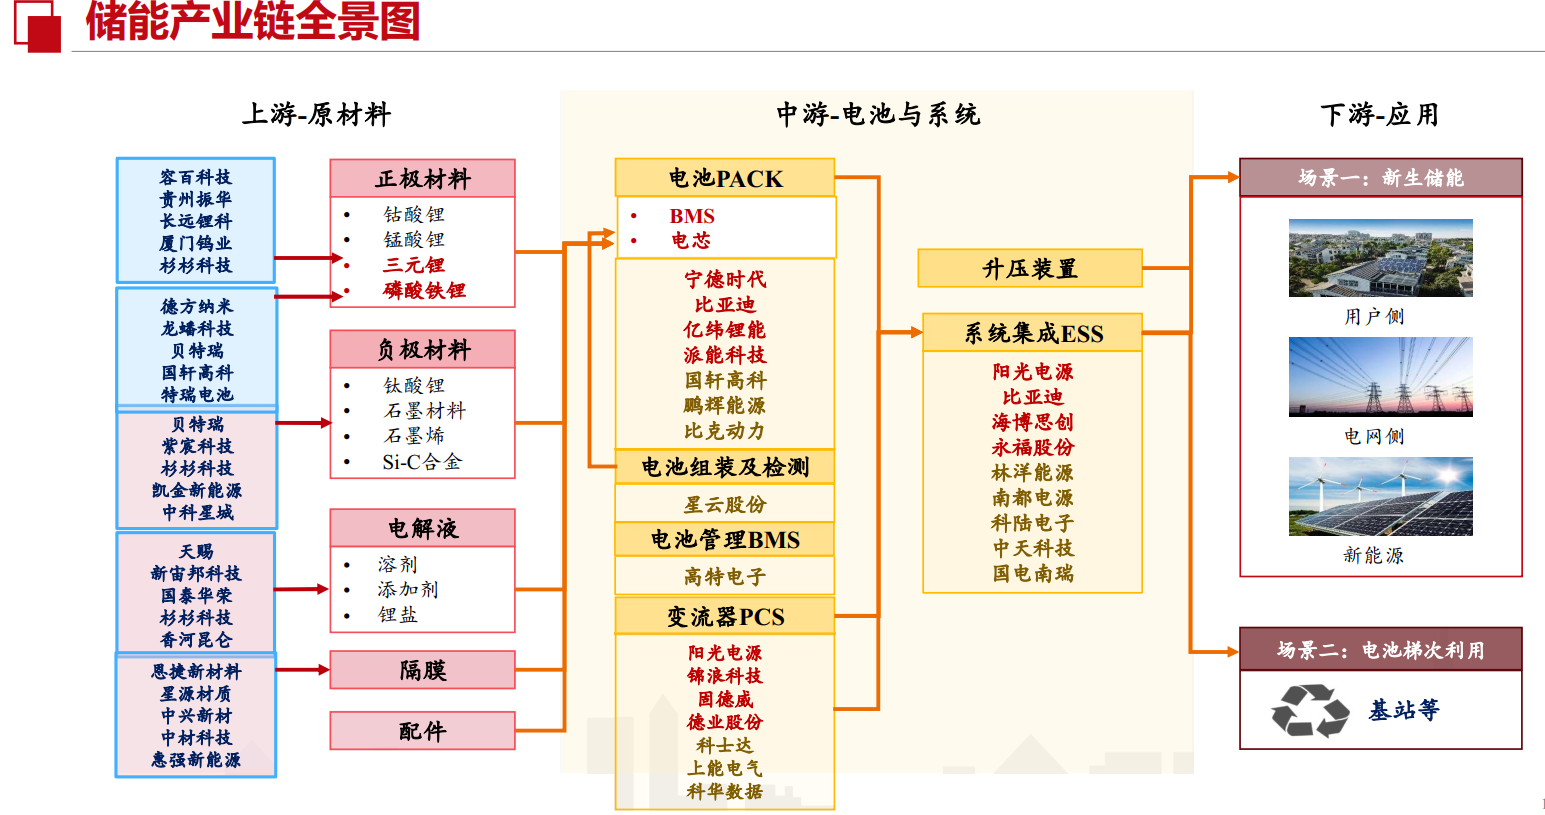 储能产业链全景图
上游-原材料
容百科技
贵州振华
长远锂科
厦门钨业
杉杉科技
德方纳米
龙蟠科技
贝特瑞
国轩高科
特瑞电池
贝特瑞
紫宸科技
杉杉科技
凯金新能源
中科星城
天赐
新宙邦科技
国泰华荣
杉杉科技
香河昆仑
恩捷新材料
星源材质
中兴新材
中材科技
惠强新能源
正极材料
• 钴酸锂
• 锰酸锂
• 三元锂
• 磷酸铁锂
负极材料
• 钛酸锂
• 石墨材料
• 石墨烯
• Si-C合金
电解液
• 溶剂
• 添加剂
• 锂盐
隔膜
配件
中游-电池与系统
电池PACK
• BMS
• 电芯
宁德时代
比亚迪
亿纬锂能
派能科技
国轩高科
鹏辉能源
比克动力
电池组装及检测
星云股份
电池管理BMS
高特电子
变流器PCS
阳光电源
锦浪科技
固德威
德业股份
科士达
上能电气
科华数据
升压装置
系统集成ESS
阳光电源
比亚迪
海博思创
永福股份
林洋能源
南都电源
科陆电子
中天科技
国电南瑞
下游-应用
场景一：新生储能
用户侧
电网侧
新能源
场景二：电池梯次利用
基站等